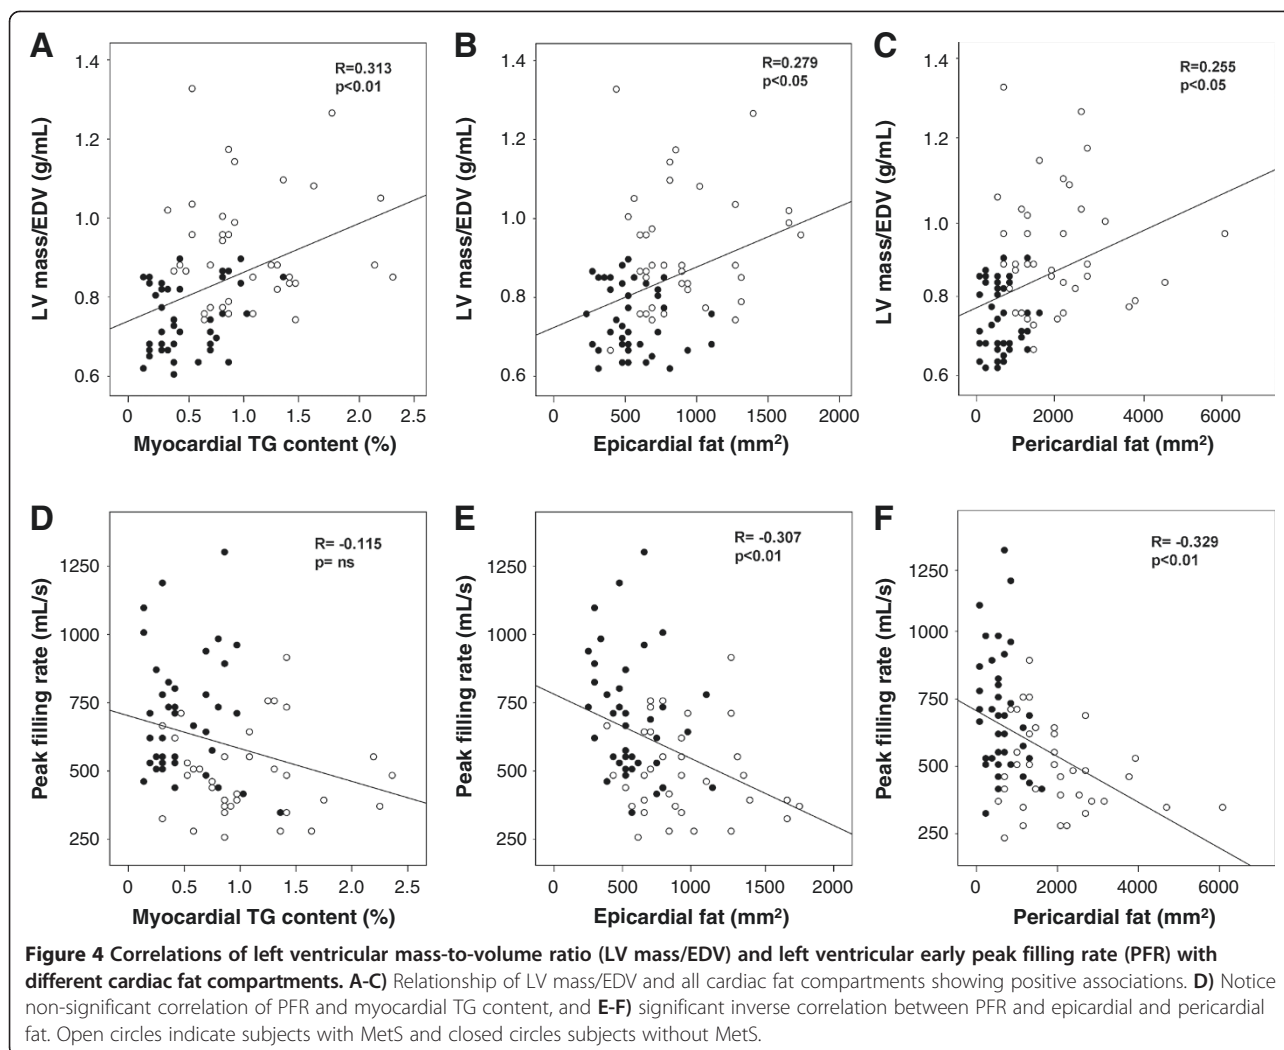 A
R=0.313
p<0.01
LV mass/EDV (g/mL)
1.4
1.2
1.0
0.8
0.6
0 0.5 1.0 1.5 2.0 2.5
Myocardial TG content (%)
B
R=0.279
p<0.05
LV mass/EDV (g/mL)
1.4
1.2
1.0
0.8
0.6
0 500 1000 1500 2000
Epicardial fat (mm²)
C
R=0.255
p<0.05
LV mass/EDV (g/mL)
1.4
1.2
1.0
0.8
0.6
0 2000 4000 6000
Pericardial fat (mm²)
D
R= -0.115
p= ns
Peak filling rate (mL/s)
1250
1000
750
500
250
0 0.5 1.0 1.5 2.0 2.5
Myocardial TG content (%)
E
R= -0.307
p<0.01
Peak filling rate (mL/s)
1250
1000
750
500
250
0 500 1000 1500 2000
Epicardial fat (mm²)
F
R= -0.329
p<0.01
Peak filling rate (mL/s)
1250
1000
750
500
250
0 2000 4000 6000
Pericardial fat (mm²)
Figure 4 Correlations of left ventricular mass-to-volume ratio (LV mass/EDV) and left ventricular early peak filling rate (PFR) with
different cardiac fat compartments. A-C) Relationship of LV mass/EDV and all cardiac fat compartments showing positive associations. D) Notice
non-significant correlation of PFR and myocardial TG content, and E-F) significant inverse correlation between PFR and epicardial and pericardial
fat. Open circles indicate subjects with MetS and closed circles subjects without MetS.